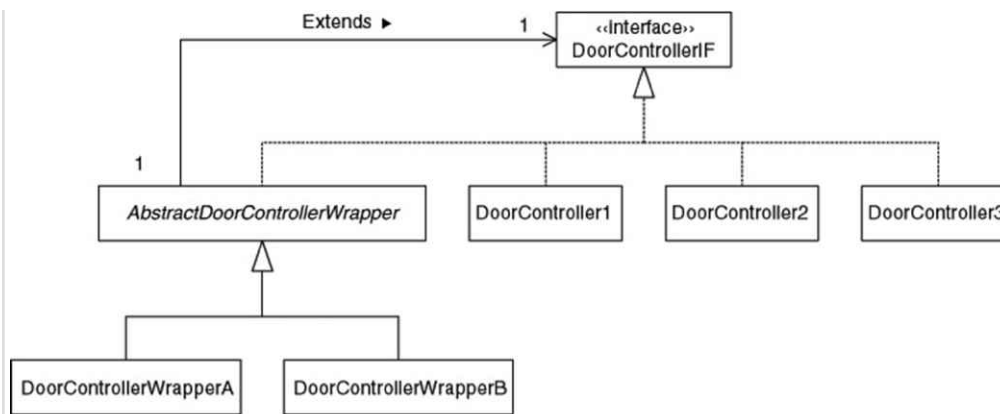 Extends ►
1
‹‹interface››
DoorControllerIF
1
AbstractDoorControllerWrapper
DoorController1
DoorController2
DoorController3
DoorControllerWrapperA
DoorControllerWrapperB